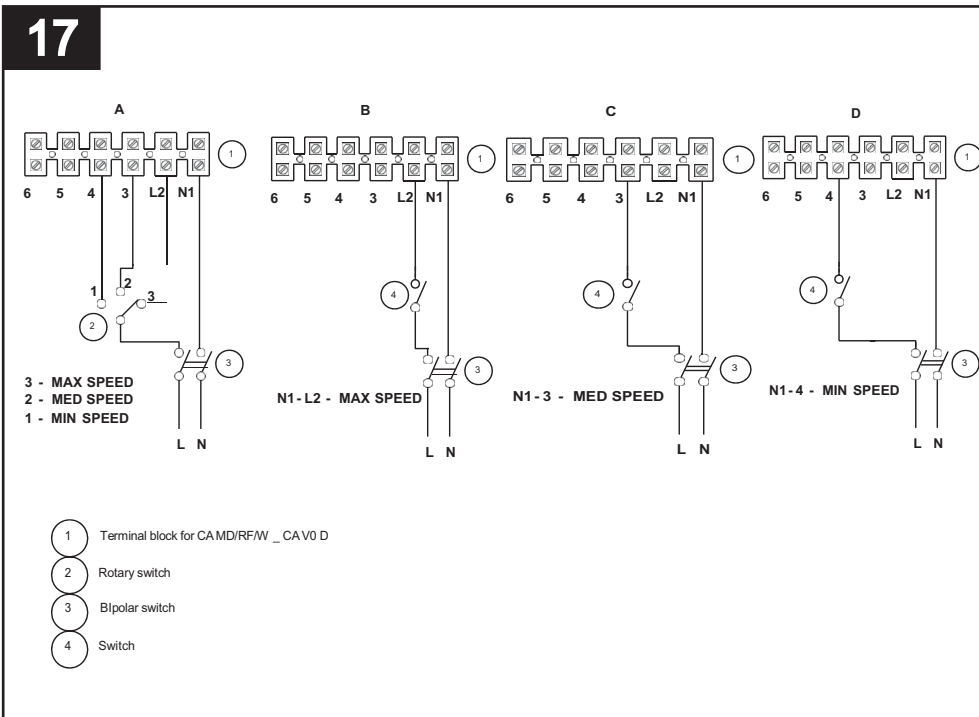 17
A B C D
1 1 1 1
6 5 4 3 L2 N1 6 5 4 3 L2 N1 6 5 4 3 L2 N1 6 5 4 3 L2 N1
1 2 3
2 4 4 4
3 3 3 3
3 - MAX SPEED
2 - MED SPEED
1 - MIN SPEED
N1-L2 - MAX SPEED
N1-3 - MED SPEED
N1-4 - MIN SPEED
L N L N L N L N
1 Terminal block for CA MD/RF/W _ CA V0 D
2 Rotary switch
3 BIpolar switch
4 Switch